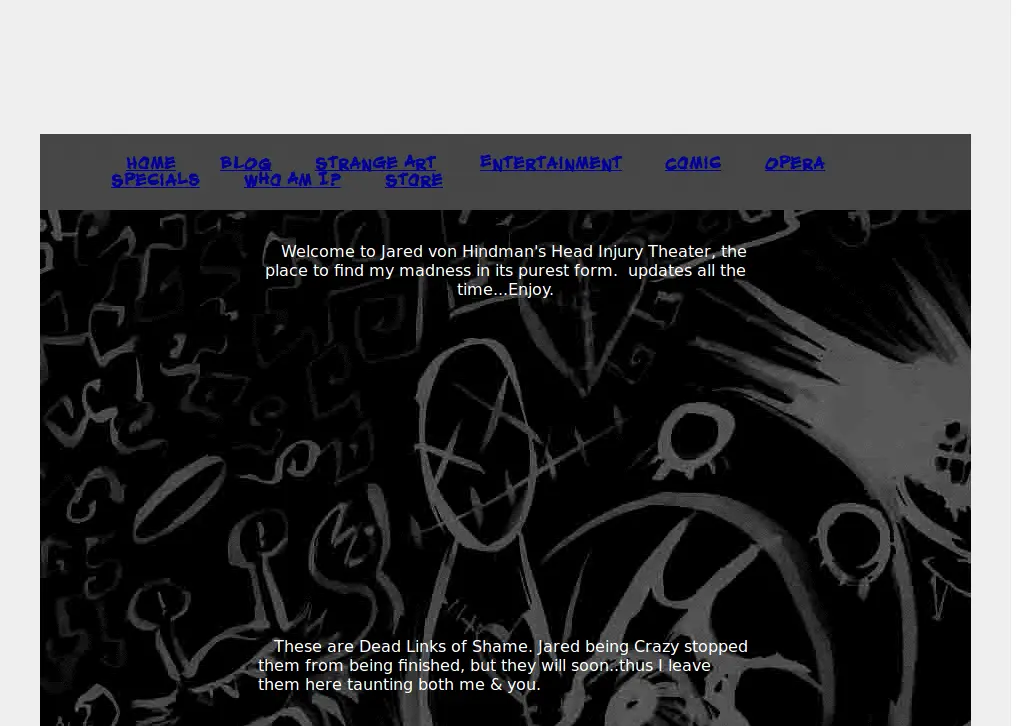 HOME BLOG STRANGE ART ENTERTAINMENT COMIC OPERA
SPECIALS WHO AM I? STORE
Welcome to Jared von Hindman's Head Injury Theater, the
place to find my madness in its purest form.  updates all the
time...Enjoy.
These are Dead Links of Shame. Jared being Crazy stopped
them from being finished, but they will soon..thus I leave
them here taunting both me & you.